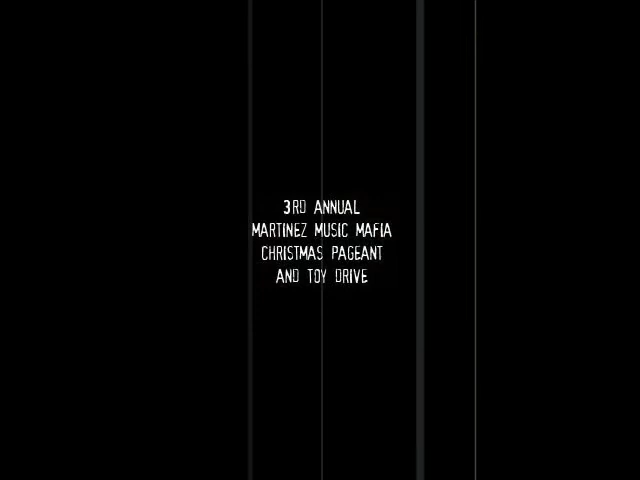 3RD ANNUAL
MARTINEZ MUSIC MAFIA
CHRISTMAS PAGEANT
AND TOY DRIVE